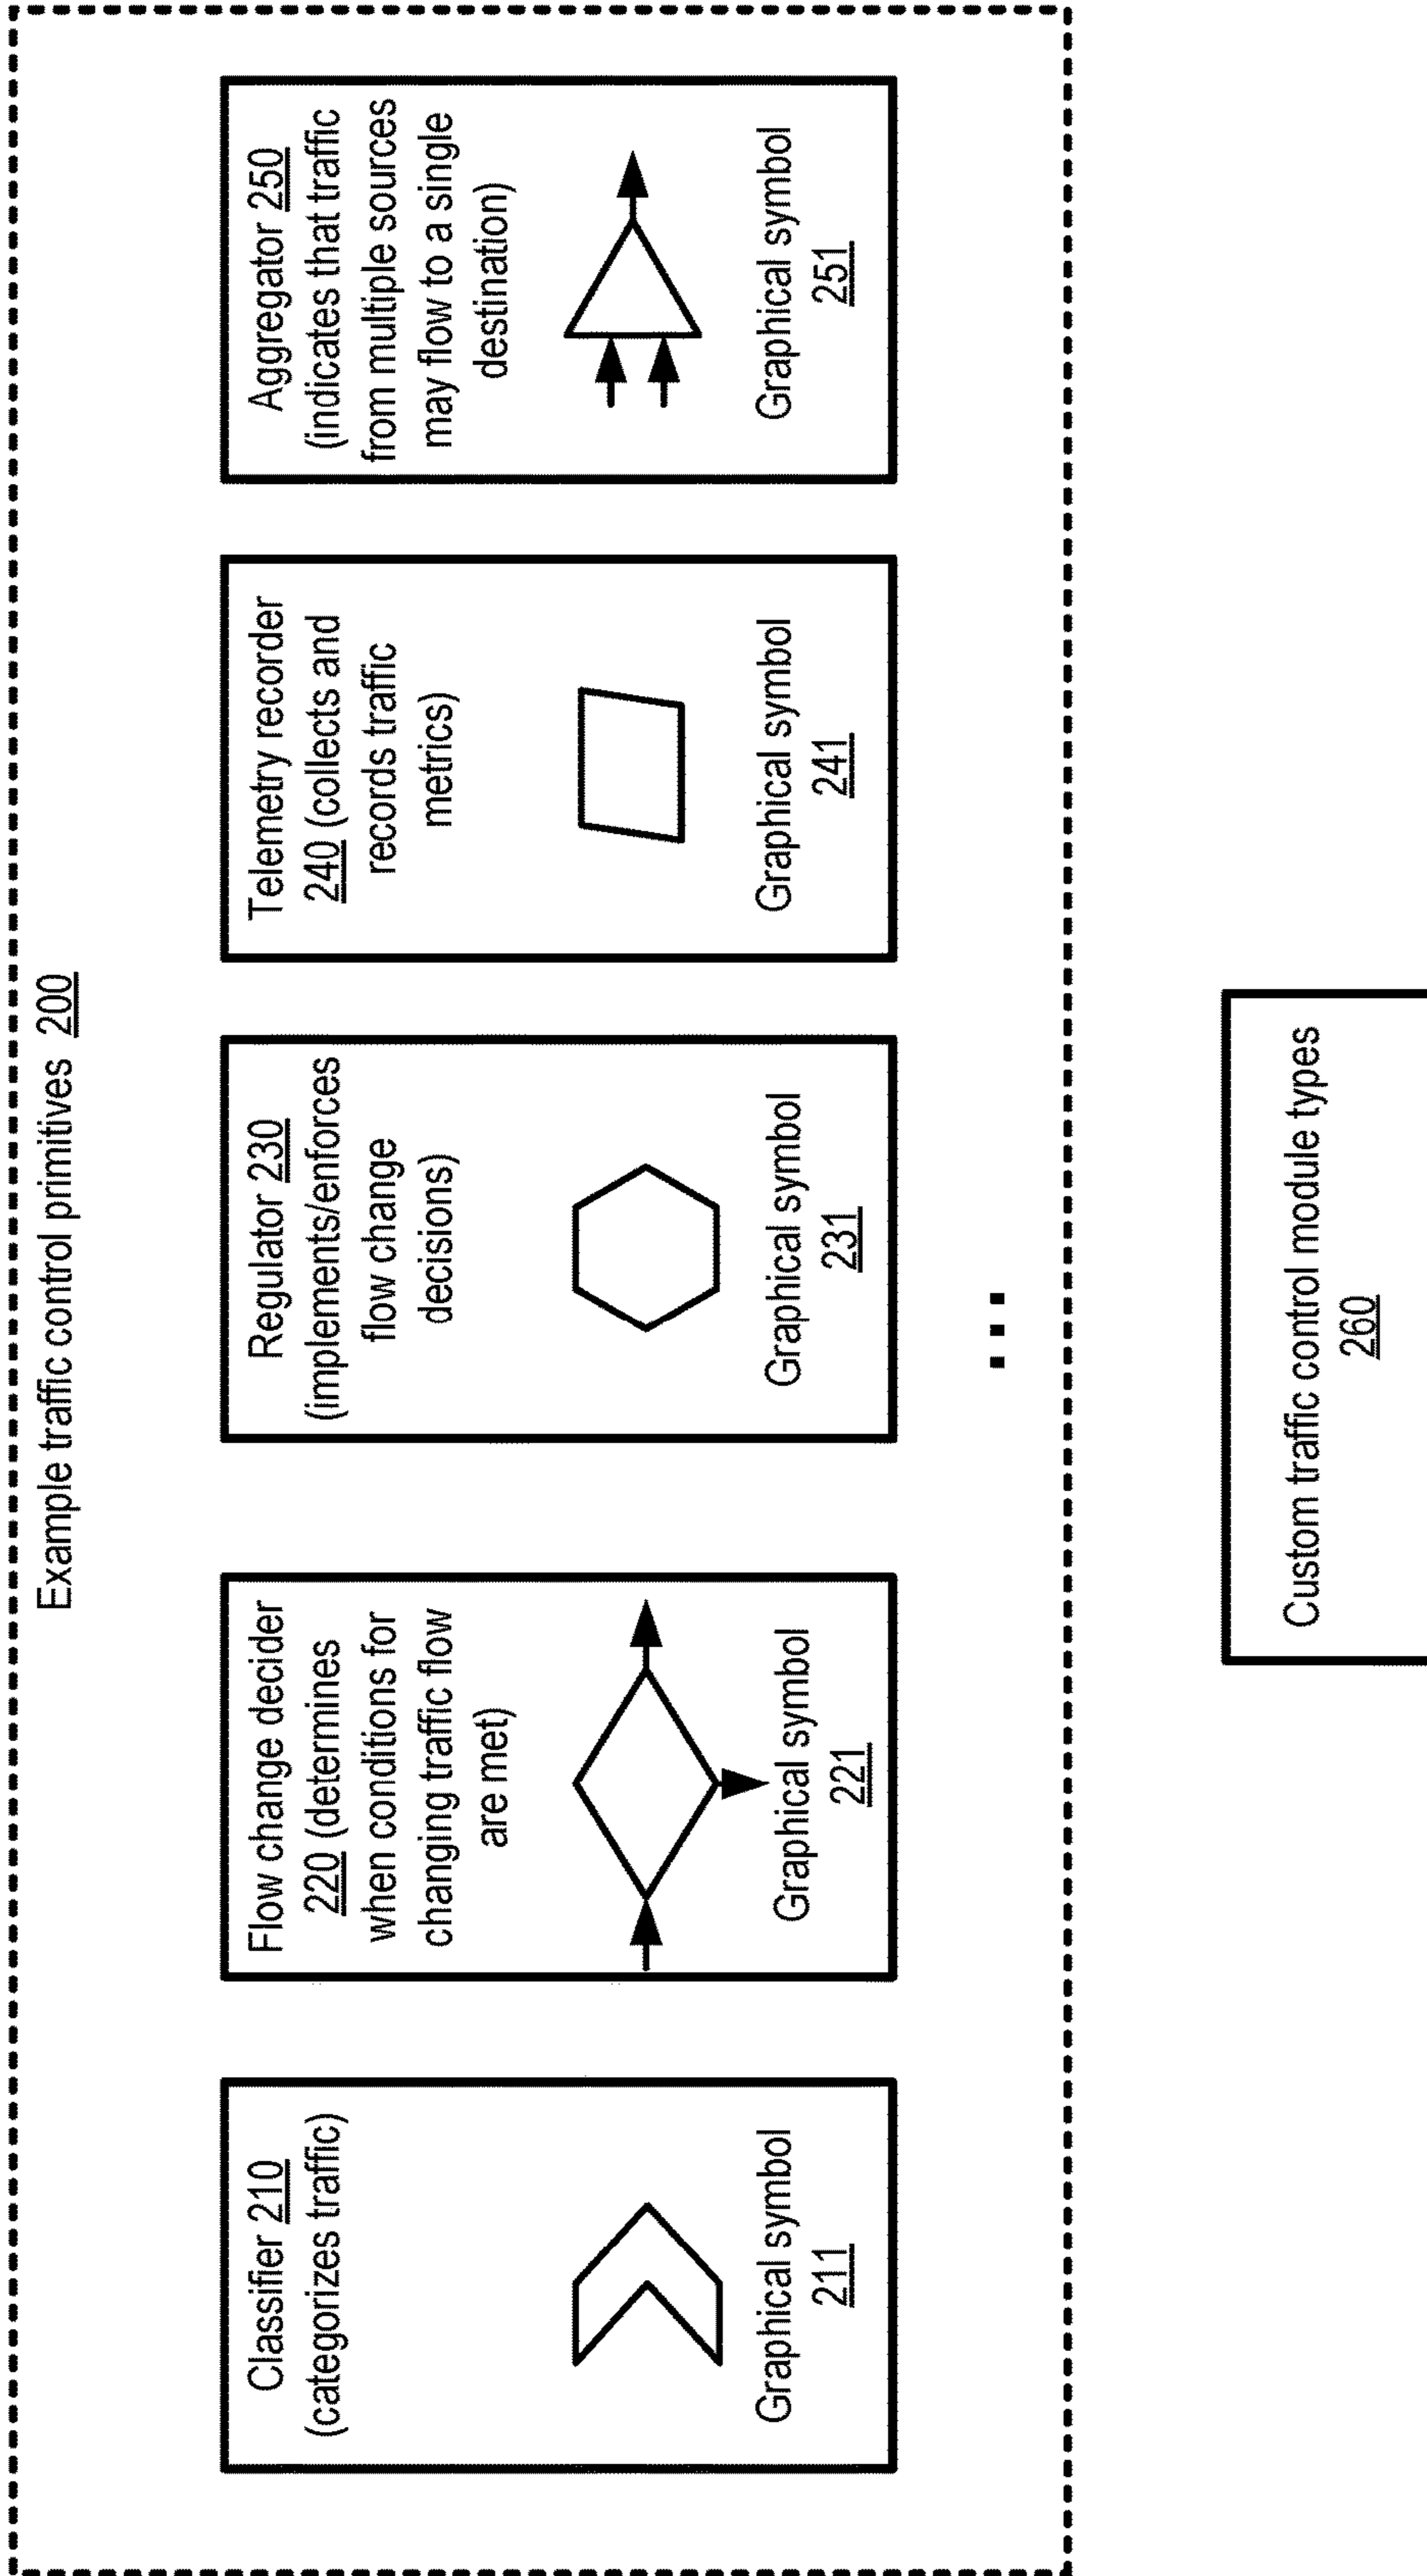 Example traffic control primitives 200
Classifier 210
(categorizes traffic)
Graphical symbol
211
Flow change decider
220 (determines
when conditions for
changing traffic flow
are met)
Graphical symbol
221
Regulator 230
(implements/enforces
flow change
decisions)
Graphical symbol
231
Telemetry recorder
240 (collects and
records traffic
metrics)
Graphical symbol
241
Aggregator 250
(indicates that traffic
from multiple sources
may flow to a single
destination)
Graphical symbol
251
...
Custom traffic control module types
260